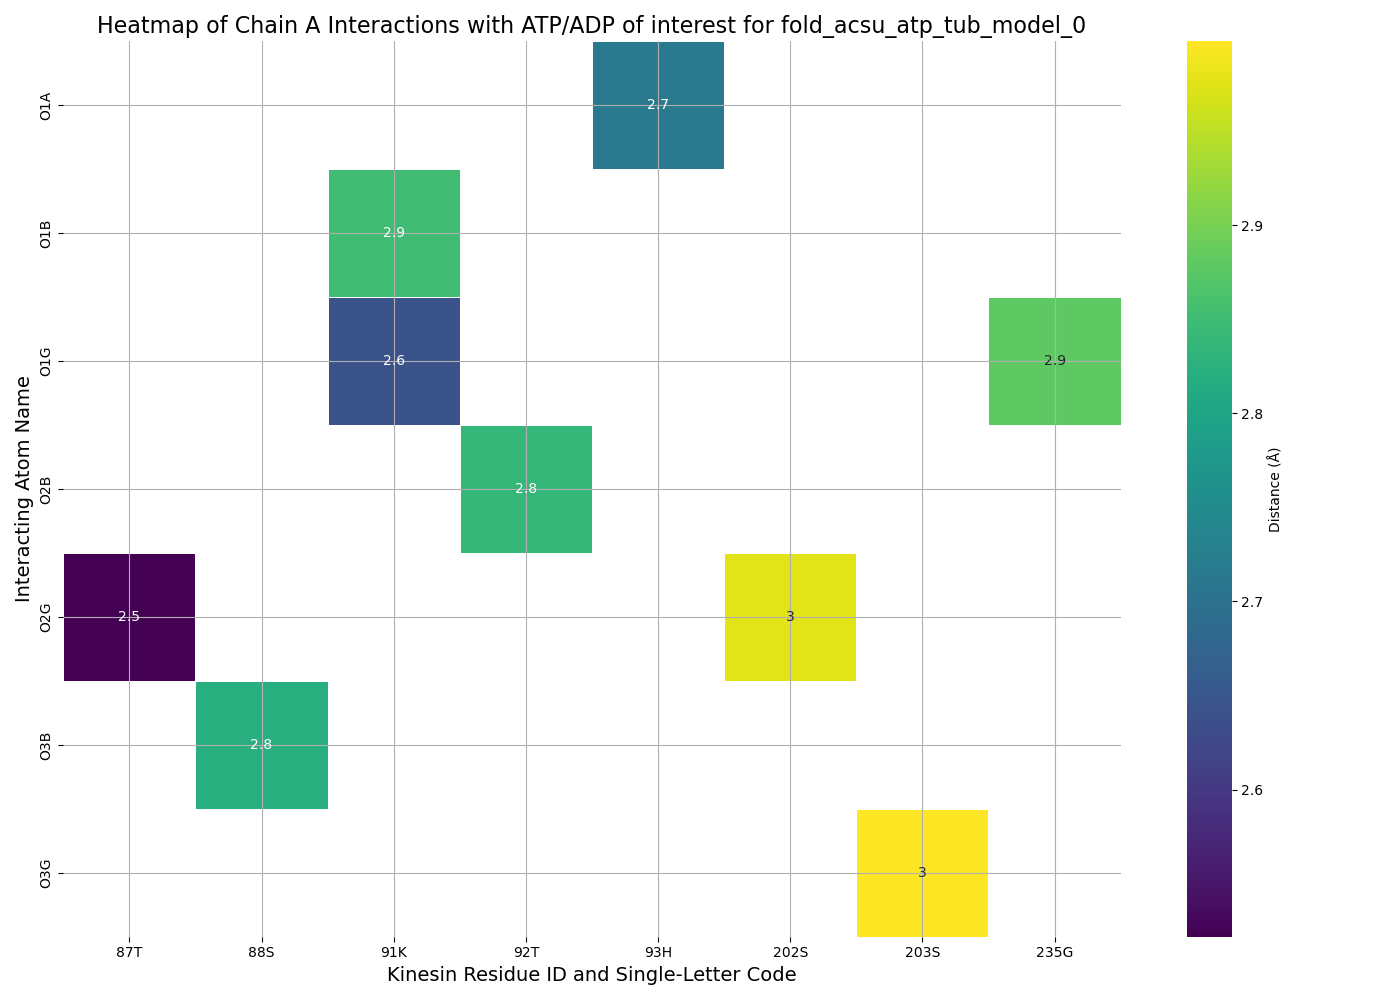 Heatmap of Chain A Interactions with ATP/ADP of interest for fold_acsu_atp_tub_model_0
Interacting Atom Name
O1A
O1B
O1G
O2B
O2G
O3B
O3G
2.7
2.9
2.6
2.9
2.8
2.5
3
2.8
3
87T
88S
91K
92T
93H
202S
203S
235G
Kinesin Residue ID and Single-Letter Code
2.9
2.8
2.7
2.6
Distance (Å)